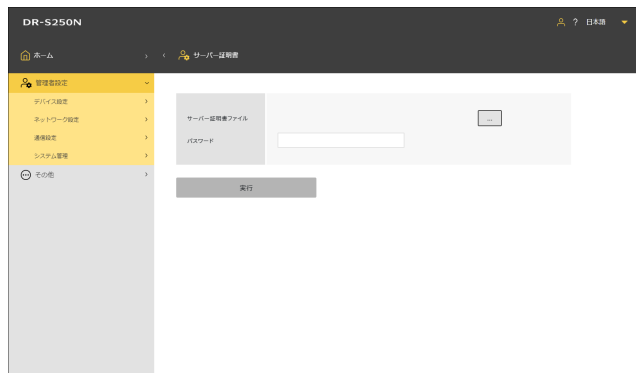 DR-S250N
? 日本語
ホーム
サーバー証明書
管理者設定
デバイス設定
ネットワーク設定
通信設定
システム管理
その他
サーバー証明書ファイル
...
パスワード
実行